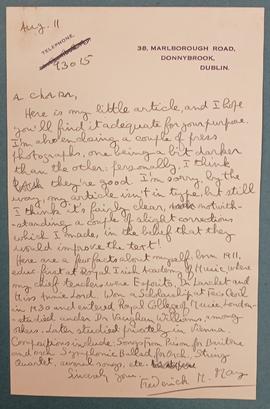 Aug. 11
TELEPHONE
93015
38, MARLBOROUGH ROAD,
DONNYBROOK,
DUBLIN.
A Chara,
Here is my little article, and I hope
you'll find it adequate for your purpose.
I'm also enclosing a couple of press
photographs, one being a bit darker
than the other: personally, I think
they're good. I'm sorry by the
way, my article isn't in type, but still
I think it's fairly clear, notwith-
-standing a couple of slight corrections
which I made, in the belief that they
would improve the text!
Here are a few facts about myself: born 1911,
educ. first at Royal Irish Academy of Music, where
my chief teachers were Esposito, Dr Larchet and
Miss Annie Lord. Won a Scholarship at Feis Ceoil
in 1930 and entered Royal College of Music, London-
-studied under Dr Vaughan Williams, among
others. Later studied privately in Vienna.
Compositions include: Songs from Prison for Baritone
and orch. Symphonic Ballad for Orch. String
Quartet, several songs, etc.
Sincerely yours -
Frederick M. May